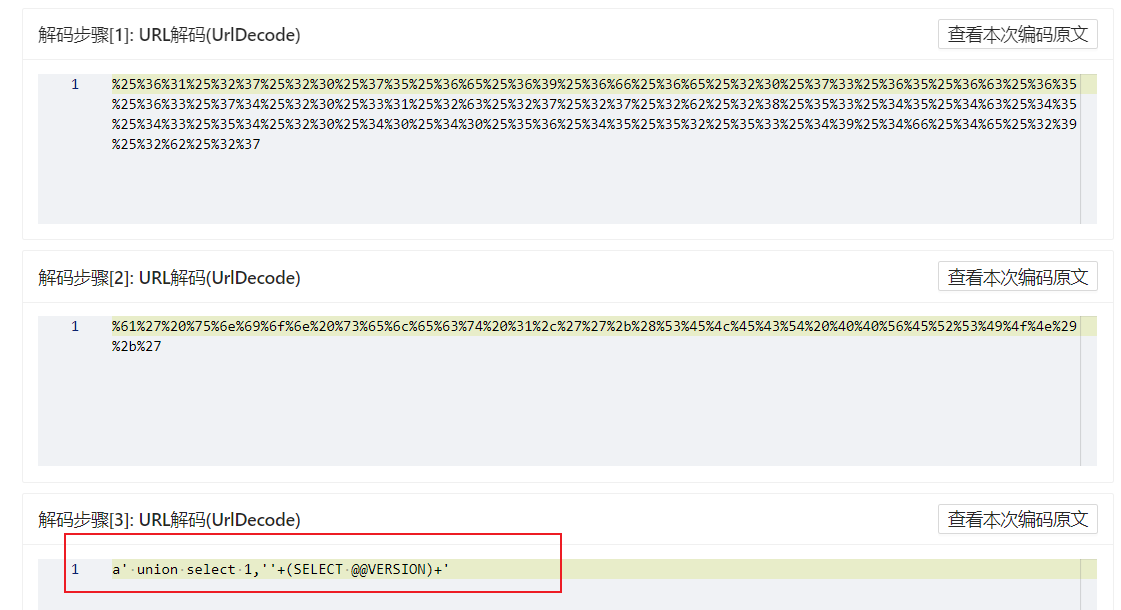 解码步骤[1]: URL解码(UrlDecode)
查看本次编码原文
1
%25%36%31%25%32%37%25%32%30%25%37%35%25%36%65%25%36%39%25%36%66%25%36%65%25%32%30%25%37%33%25%36%35%25%36%63%25%36%35
%25%36%33%25%37%34%25%32%30%25%33%31%25%32%63%25%32%37%25%32%37%25%32%62%25%32%38%25%35%33%25%34%35%25%34%63%25%34%35
%25%34%33%25%35%34%25%32%30%25%34%30%25%34%30%25%35%36%25%34%35%25%35%32%25%35%33%25%34%39%25%34%66%25%34%65%25%32%39
%25%32%62%25%32%37
解码步骤[2]: URL解码(UrlDecode)
查看本次编码原文
1
%61%27%20%75%6e%69%6f%6e%20%73%65%6c%65%63%74%20%31%2c%27%27%2b%28%53%45%4c%45%43%54%20%40%40%56%45%52%53%49%4f%4e%29
%2b%27
解码步骤[3]: URL解码(UrlDecode)
查看本次编码原文
1
a'·union·select·1,''+(SELECT·@@VERSION)+'